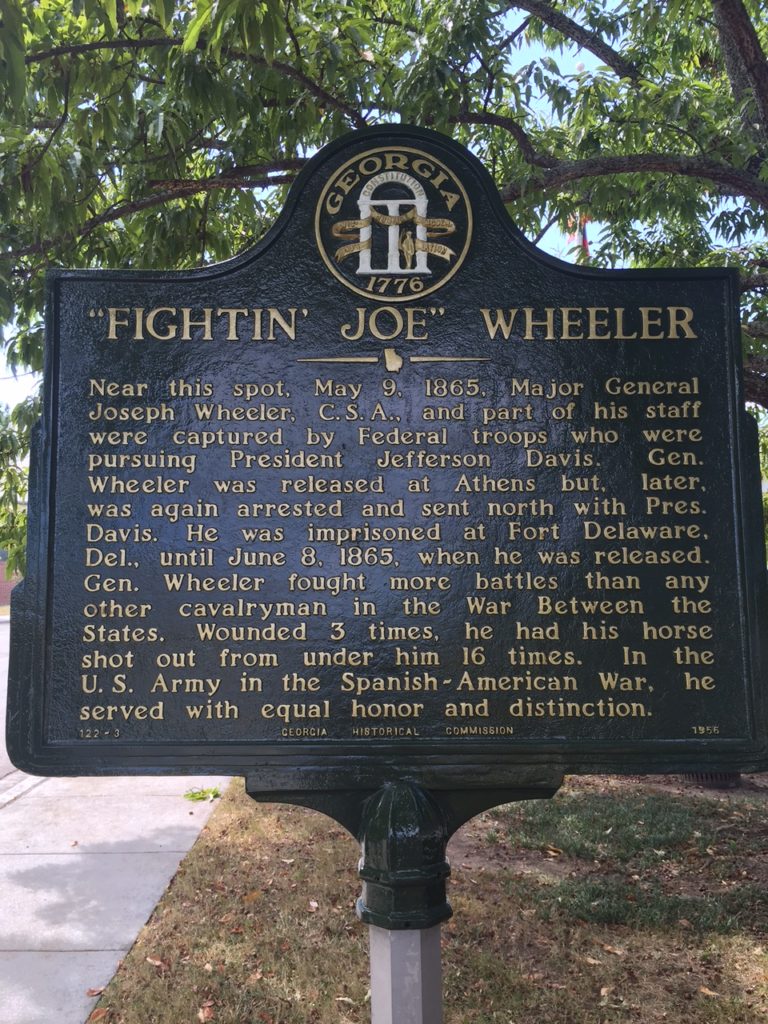 GEORGIA
CONSTITUTION
1776
"FIGHTIN' JOE" WHEELER
Near this spot, May 9, 1865, Major General
Joseph Wheeler, C.S.A., and part of his staff
were captured by Federal troops who were
pursuing President Jefferson Davis. Gen.
Wheeler was released at Athens but, later,
was again arrested and sent north with Pres.
Davis. He was imprisoned at Fort Delaware,
Del., until June 8, 1865, when he was released.
Gen. Wheeler fought more battles than any
other cavalryman in the War Between the
States. Wounded 3 times, he had his horse
shot out from under him 16 times. In the
U.S. Army in the Spanish-American War, he
served with equal honor and distinction.
122-3 GEORGIA HISTORICAL COMMISSION 1956